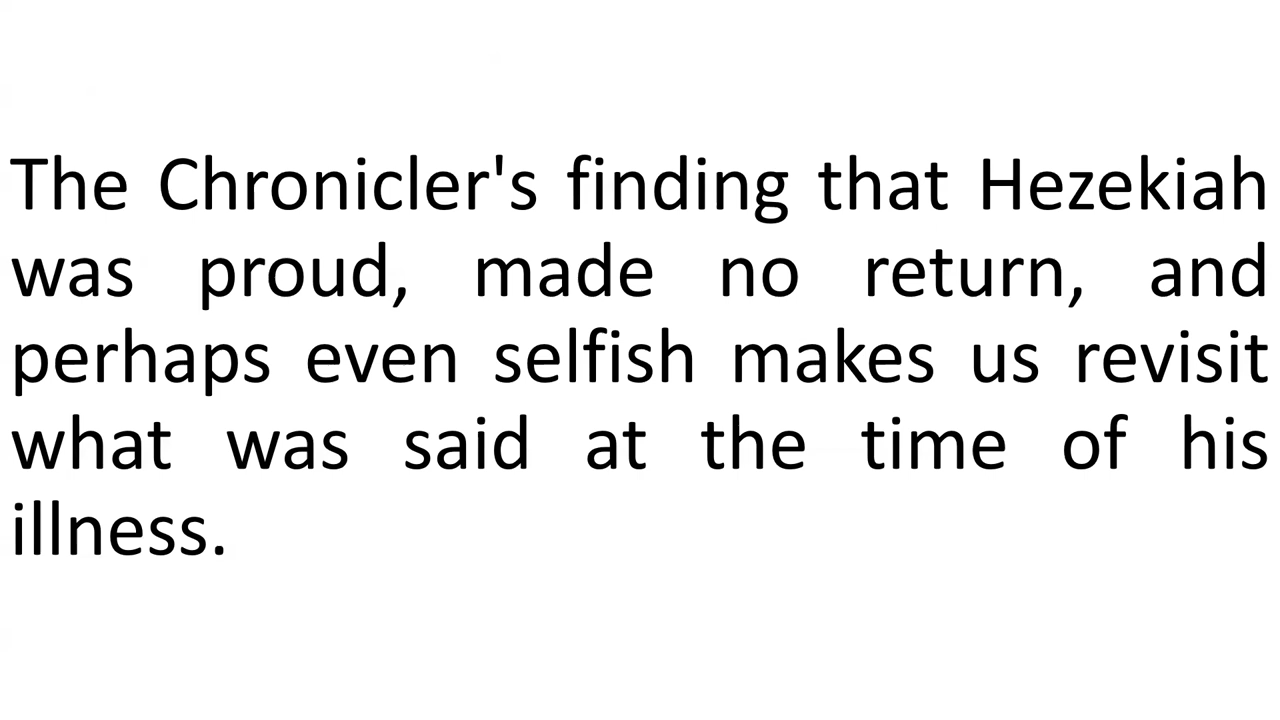 The Chronicler's finding that Hezekiah
was proud, made no return, and
perhaps even selfish makes us revisit
what was said at the time of his
illness.